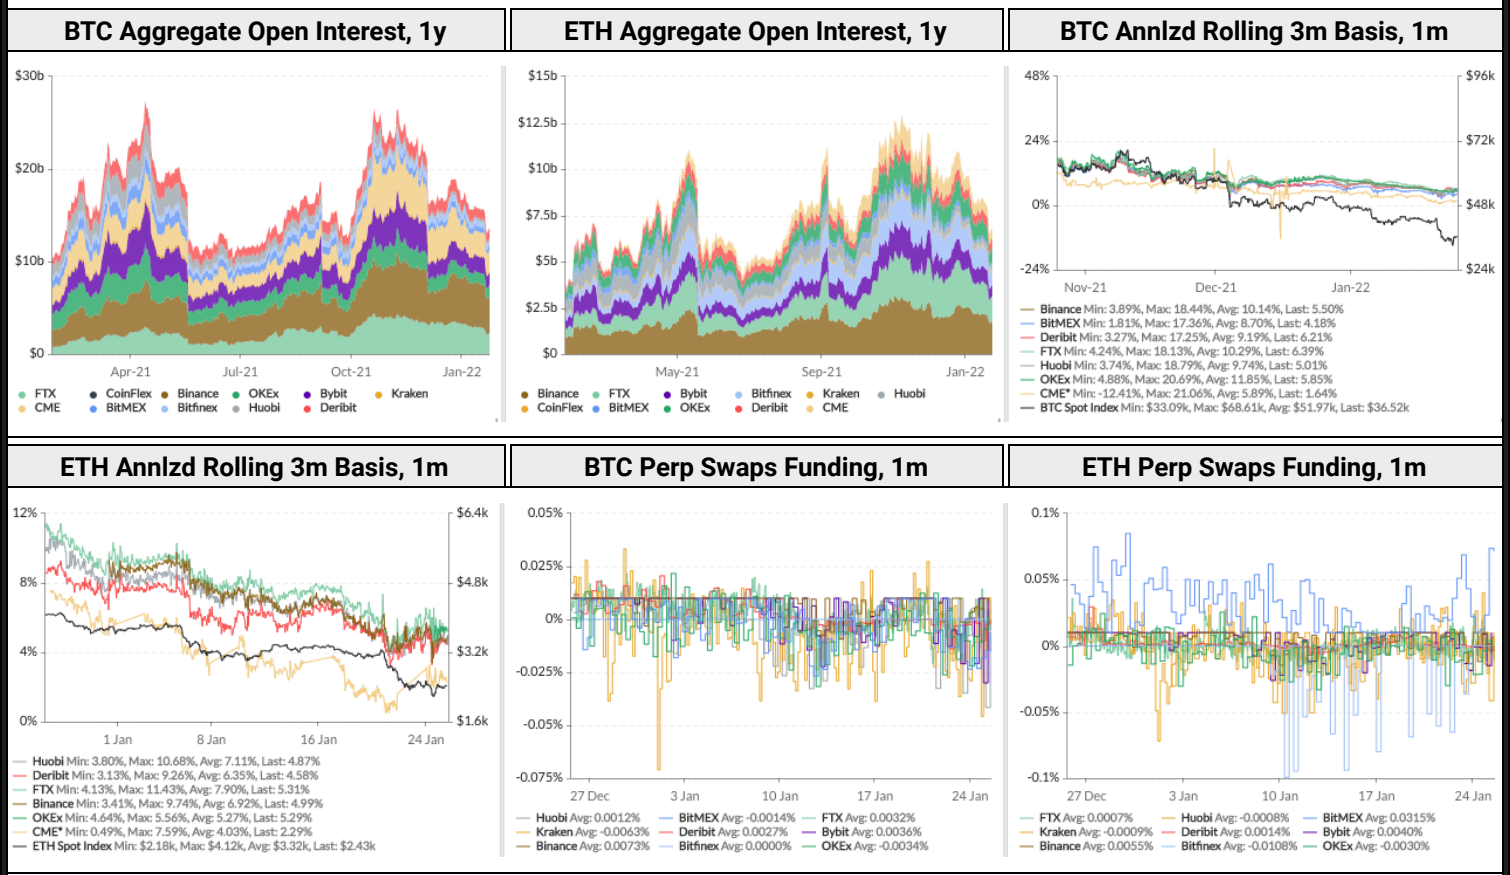 BTC Aggregate Open Interest, 1y
ETH Aggregate Open Interest, 1y
BTC Annlzd Rolling 3m Basis, 1m
$30b
$20b
$10b
$0
Apr-21 Jul-21 Oct-21 Jan-22
FTX CoinFlex Binance OKEx Bybit Kraken
CME BitMEX Bitfinex Huobi Deribit
$15b
$12.5b
$10b
$7.5b
$5b
$2.5b
$0
May-21 Sep-21 Jan-22
Binance FTX Bybit Bitfinex Kraken Huobi
CoinFlex BitMEX OKEx Deribit CME
48% $96k
24% $72k
0% $48k
-24% $24k
Nov-21 Dec-21 Jan-22
Binance Min: 3.89%, Max: 18.44%, Avg: 10.14%, Last: 5.50%
BitMEX Min: 1.81%, Max: 17.36%, Avg: 8.70%, Last: 4.18%
Deribit Min: 3.27%, Max: 17.25%, Avg: 9.19%, Last: 6.21%
FTX Min: 4.24%, Max: 18.13%, Avg: 10.29%, Last: 6.39%
Huobi Min: 3.74%, Max: 18.79%, Avg: 9.74%, Last: 5.01%
OKEx Min: 4.88%, Max: 20.69%, Avg: 11.85%, Last: 5.85%
CME* Min: -12.41%, Max: 21.06%, Avg: 5.89%, Last: 1.64%
BTC Spot Index Min: $33.09k, Max: $68.61k, Avg: $51.97k, Last: $36.52k
ETH Annlzd Rolling 3m Basis, 1m
BTC Perp Swaps Funding, 1m
ETH Perp Swaps Funding, 1m
12% $6.4k
8% $4.8k
4% $3.2k
0% $1.6k
1 Jan 8 Jan 16 Jan 24 Jan
Huobi Min: 3.80%, Max: 10.68%, Avg: 7.11%, Last: 4.87%
Deribit Min: 3.13%, Max: 9.26%, Avg: 6.35%, Last: 4.58%
FTX Min: 4.13%, Max: 11.43%, Avg: 7.90%, Last: 5.31%
Binance Min: 3.41%, Max: 9.74%, Avg: 6.92%, Last: 4.99%
OKEx Min: 4.64%, Max: 5.56%, Avg: 5.27%, Last: 5.29%
CME* Min: 0.49%, Max: 7.59%, Avg: 4.03%, Last: 2.29%
ETH Spot Index Min: $2.18k, Max: $4.12k, Avg: $3.32k, Last: $2.43k
0.05%
0.025%
0%
-0.025%
-0.05%
-0.075%
27 Dec 3 Jan 10 Jan 17 Jan 24 Jan
Huobi Avg: 0.0012% BitMEX Avg: -0.0014% FTX Avg: 0.0032%
Kraken Avg: -0.0063% Deribit Avg: 0.0027% Bybit Avg: 0.0036%
Binance Avg: 0.0073% Bitfinex Avg: 0.0000% OKEx Avg: -0.0034%
0.1%
0.05%
0%
-0.05%
-0.1%
27 Dec 3 Jan 10 Jan 17 Jan 24 Jan
FTX Avg: 0.0007% Huobi Avg: -0.0008% BitMEX Avg: 0.0315%
Kraken Avg: -0.0009% Deribit Avg: 0.0014% Bybit Avg: 0.0040%
Binance Avg: 0.0055% Bitfinex Avg: -0.0108% OKEx Avg: -0.0030%